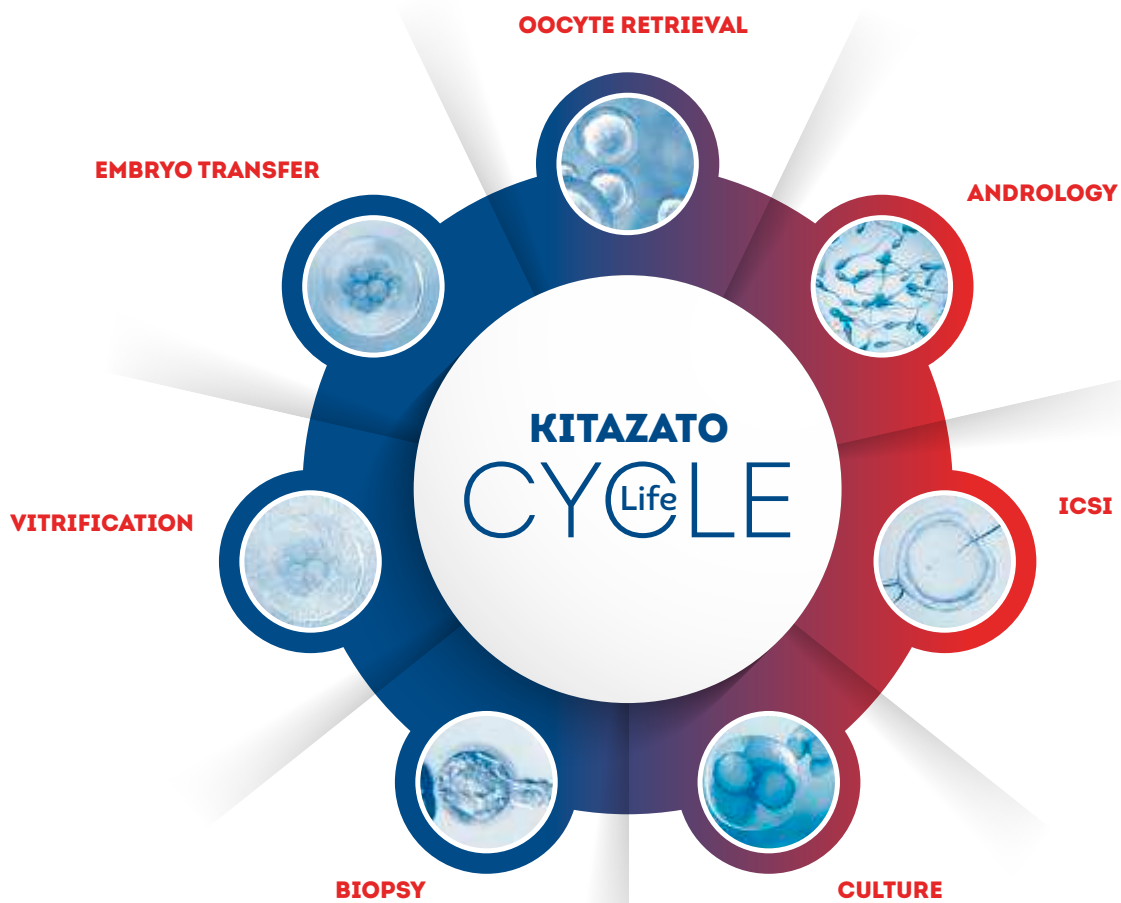 OOCYTE RETRIEVAL
EMBRYO TRANSFER
ANDROLOGY
KITAZATO
CYCLE
Life
VITRIFICATION
ICSI
BIOPSY
CULTURE